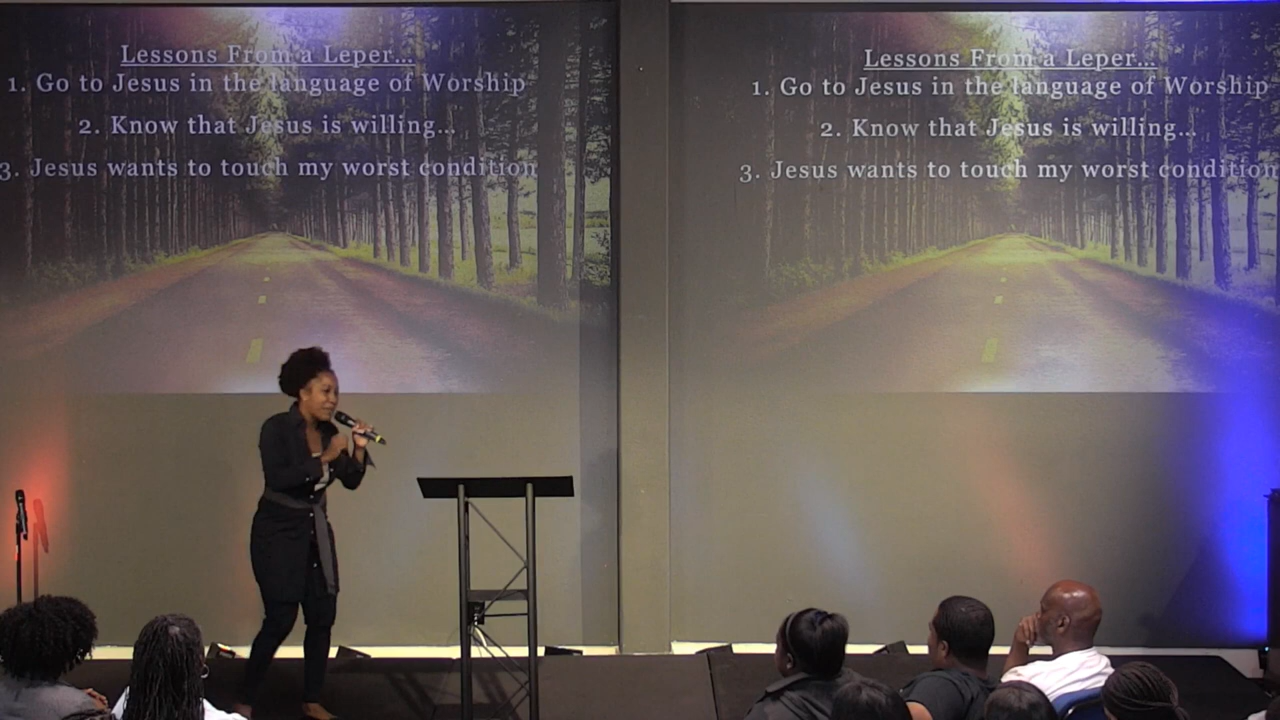 Lessons From a Leper...
1. Go to Jesus in the language of Worship
2. Know that Jesus is willing...
3. Jesus wants to touch my worst condition
Lessons From a Leper...
1. Go to Jesus in the language of Worship
2. Know that Jesus is willing...
3. Jesus wants to touch my worst condition